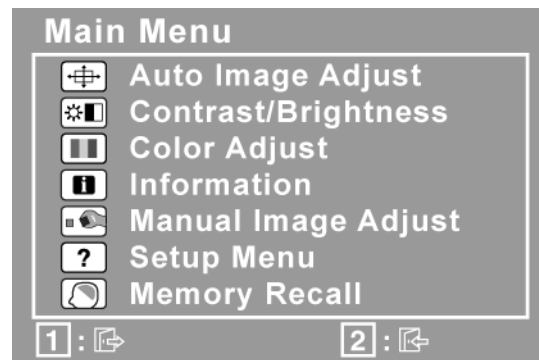 Main Menu
Auto Image Adjust
Contrast/Brightness
Color Adjust
i Information
Manual Image Adjust
? Setup Menu
Memory Recall
1 : 2 :